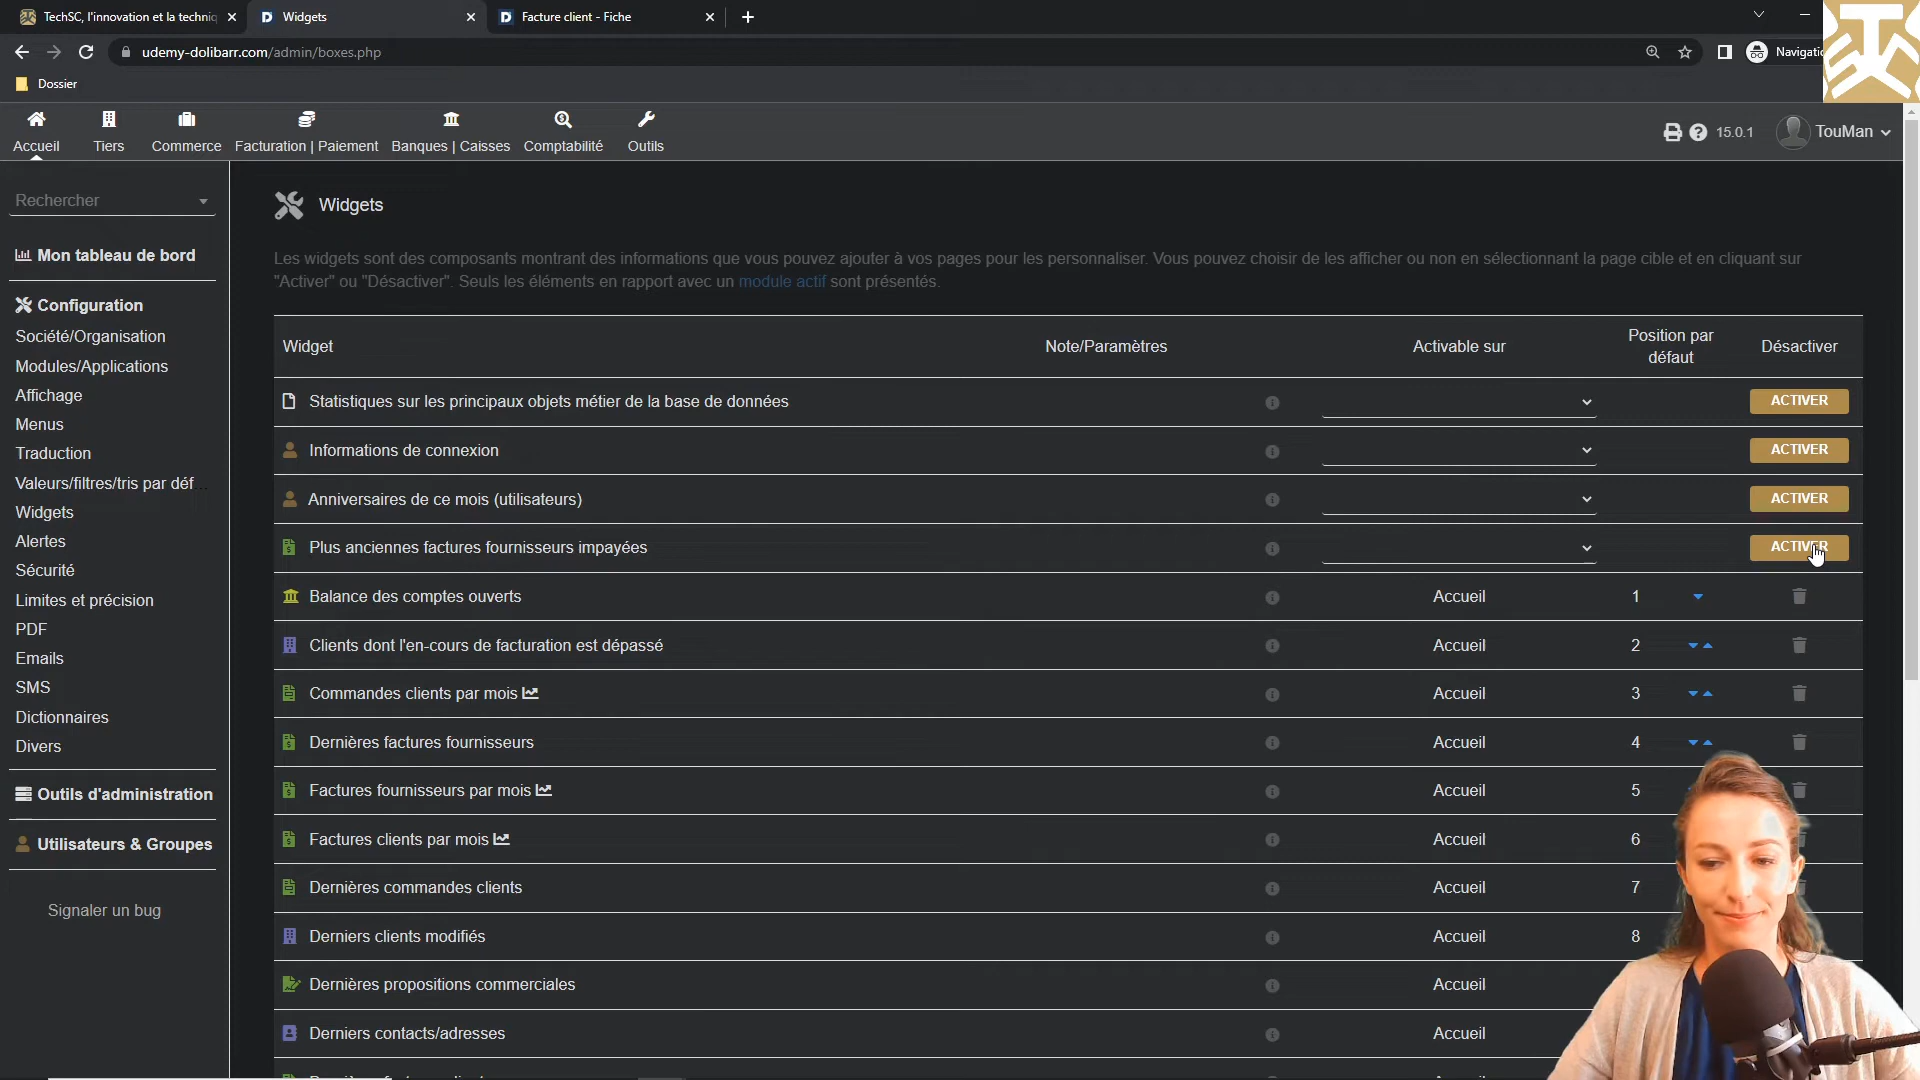 TechSC, l'innovation et la techniq
Widgets
Facture client - Fiche
udemy-dolibarr.com/admin/boxes.php
Dossier
Accueil
Tiers
Commerce
Facturation | Paiement
Banques | Caisses
Comptabilité
Outils
15.0.1
TouMan
Rechercher
Mon tableau de bord
Configuration
Société/Organisation
Modules/Applications
Affichage
Menus
Traduction
Valeurs/filtres/tris par déf...
Widgets
Alertes
Sécurité
Limites et précision
PDF
Emails
SMS
Dictionnaires
Divers
Outils d'administration
Utilisateurs & Groupes
Signaler un bug
Widgets
Les widgets sont des composants montrant des informations que vous pouvez ajouter à vos pages pour les personnaliser. Vous pouvez choisir de les afficher ou non en sélectionnant la page cible et en cliquant sur
"Activer" ou "Désactiver". Seuls les éléments en rapport avec un module actif sont présentés.
Widget Note/Paramètres Activable sur Position par défaut Désactiver
Statistiques sur les principaux objets métier de la base de données ACTIVER
Informations de connexion ACTIVER
Anniversaires de ce mois (utilisateurs) ACTIVER
Plus anciennes factures fournisseurs impayées ACTIVER
Balance des comptes ouverts Accueil 1
Clients dont l'en-cours de facturation est dépassé Accueil 2
Commandes clients par mois Accueil 3
Dernières factures fournisseurs Accueil 4
Factures fournisseurs par mois Accueil 5
Factures clients par mois Accueil 6
Dernières commandes clients Accueil 7
Derniers clients modifiés Accueil 8
Dernières propositions commerciales Accueil
Derniers contacts/adresses Accueil